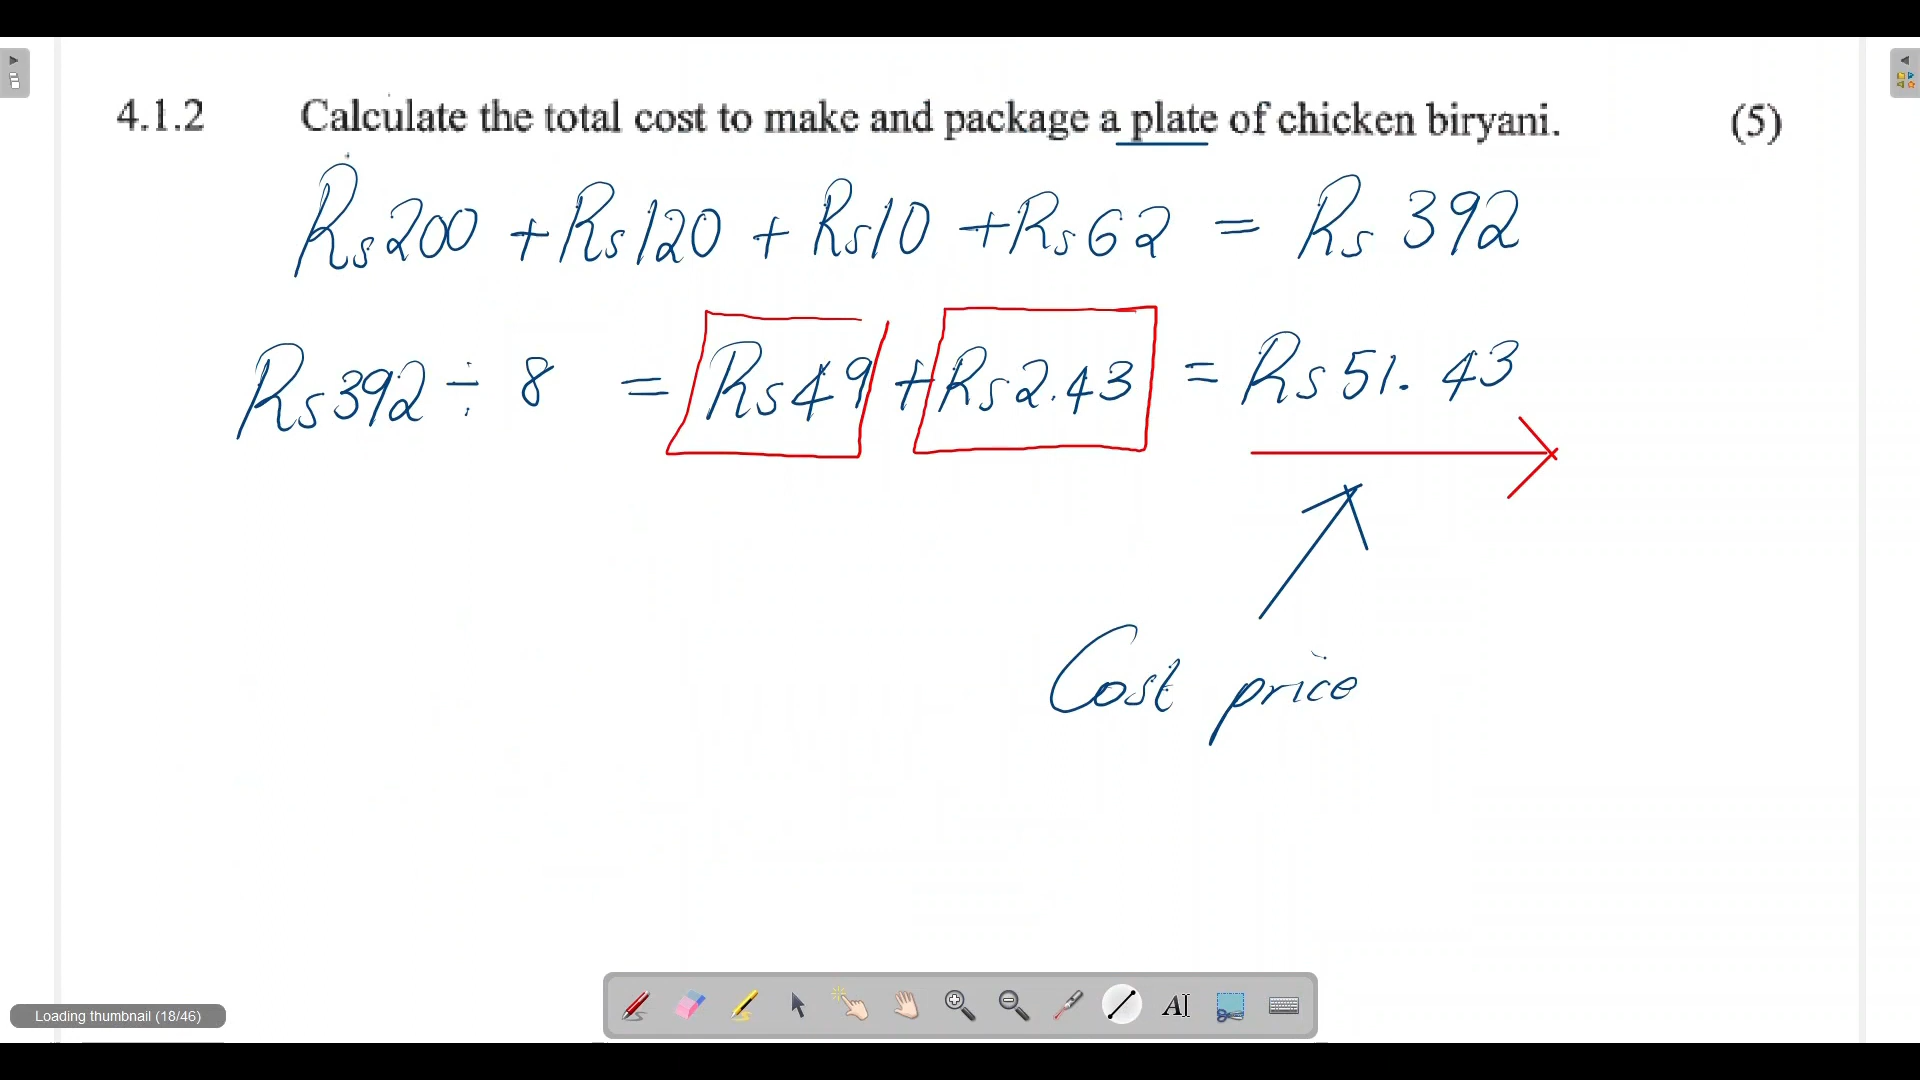 4.1.2 Calculate the total cost to make and package a plate of chicken biryani. (5)
Rs200 + Rs120 + Rs10 + Rs62 = Rs 392
Rs392 ÷ 8 = Rs49 + Rs2.43 = Rs51.43
Cost price
Loading thumbnail (18/46)
AI